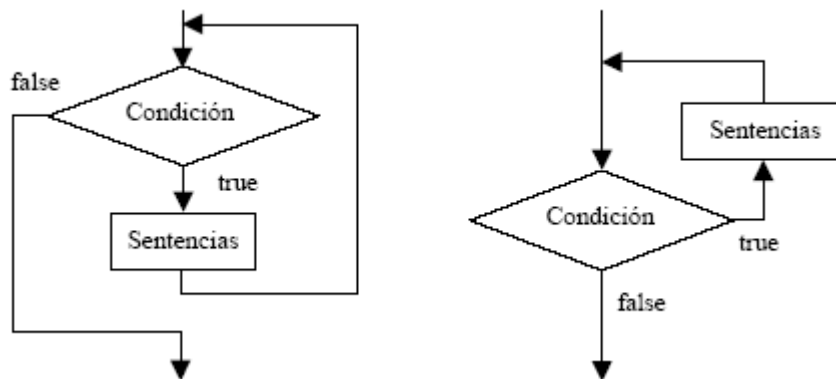 false
Condición
true
Sentencias
Sentencias
Condición
true
false